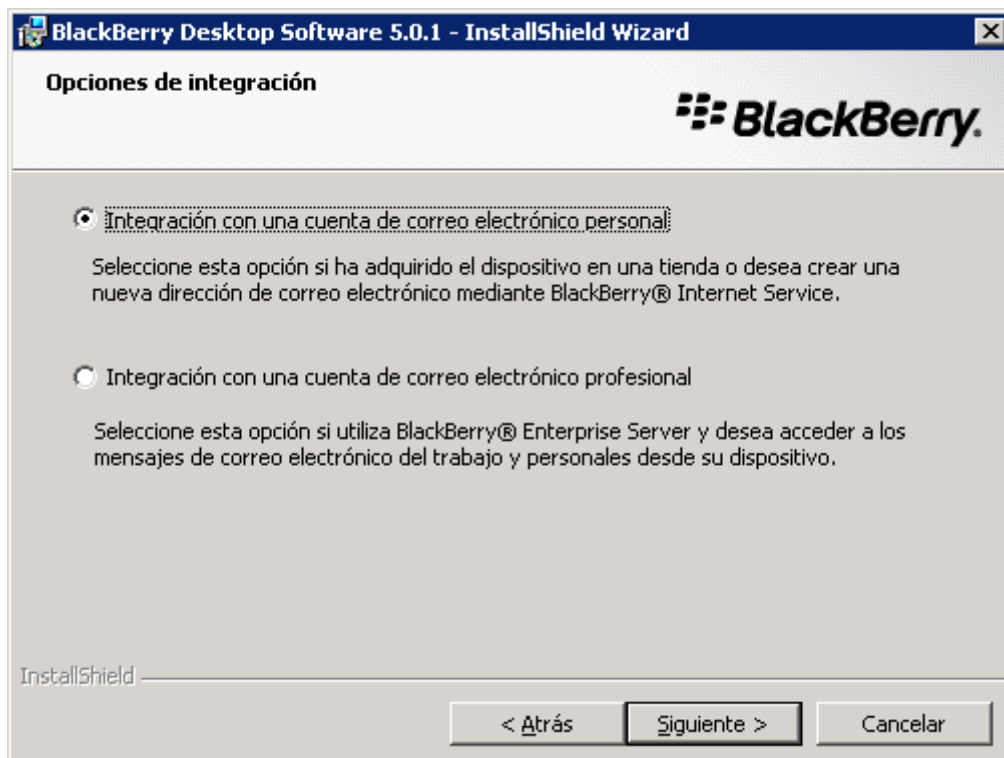 BlackBerry Desktop Software 5.0.1 - InstallShield Wizard
Opciones de integración
BlackBerry.
Integración con una cuenta de correo electrónico personal
Seleccione esta opción si ha adquirido el dispositivo en una tienda o desea crear una
nueva dirección de correo electrónico mediante BlackBerry® Internet Service.
Integración con una cuenta de correo electrónico profesional
Seleccione esta opción si utiliza BlackBerry® Enterprise Server y desea acceder a los
mensajes de correo electrónico del trabajo y personales desde su dispositivo.
InstallShield
< Atrás
Siguiente >
Cancelar